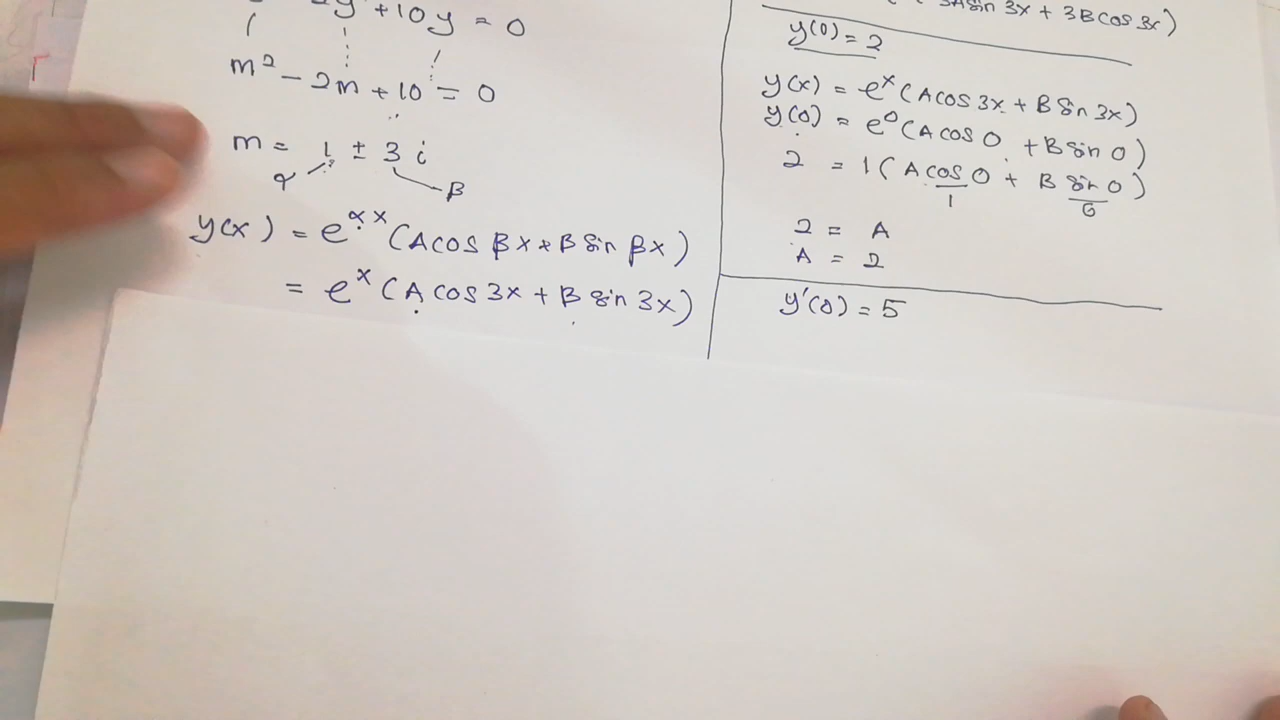 y + 10y = 0
m² - 2m + 10 = 0
m = 1 ± 3i
α β
y(x) = e^αx (A cos βx + B sin βx)
= e^x (A cos 3x + B sin 3x)
3A sin 3x + 3B cos 3x)
y(0) = 2
y(x) = e^x (A cos 3x + B sin 3x)
y(0) = e^0 (A cos 0 + B sin 0)
2 = 1 (A cos 0 + B sin 0)
1 0
2 = A
A = 2
y'(0) = 5